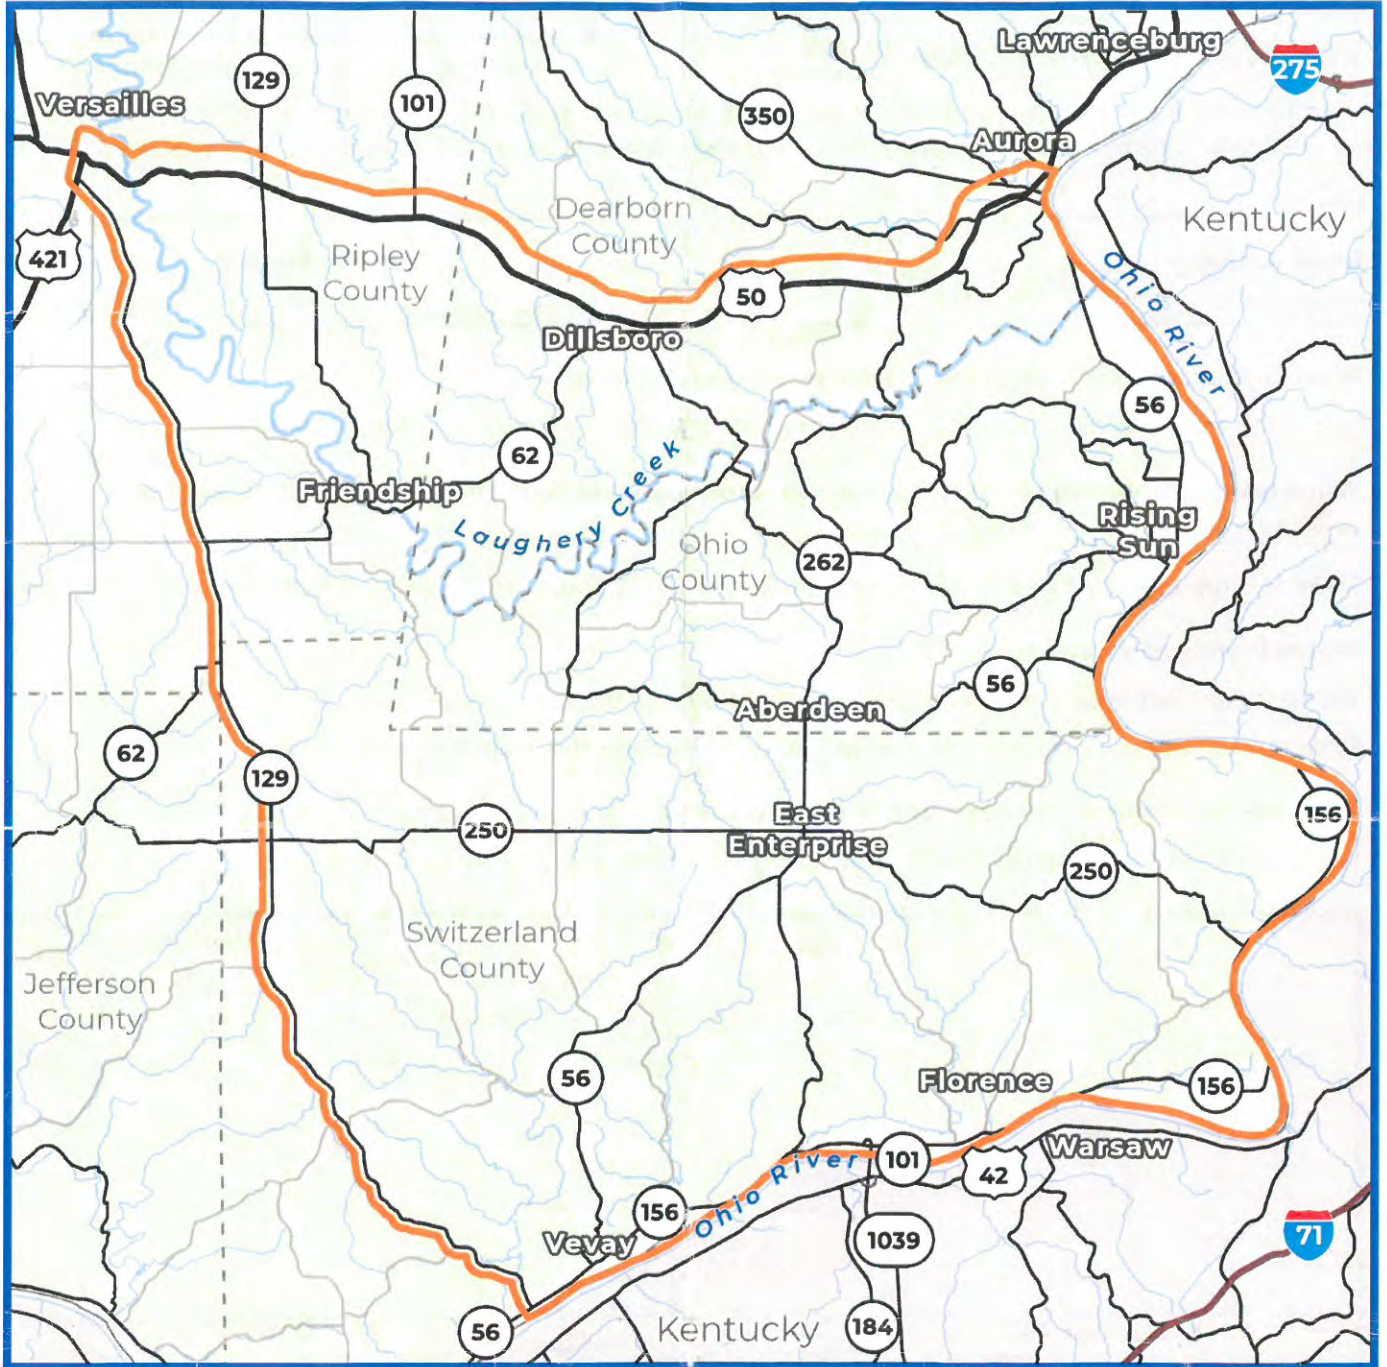 Lawrenceburg
275
129
101
Versailles
350
Aurora
Dearborn
County
Kentucky
421
Ripley
County
Ohio River
50
Dillsboro
56
62
Friendship
Laughery Creek
Rising
Sun
Ohio
County
262
56
Aberdeen
62
129
250
East
Enterprise
156
250
Switzerland
County
Jefferson
County
56
Florence
156
Warsaw
101
42
Ohio River
156
Vevay
1039
71
56
Kentucky
184